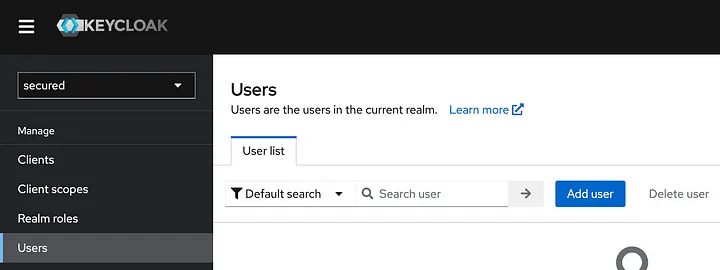 KEYCLOAK
secured
Manage
Clients
Client scopes
Realm roles
Users
Users
Users are the users in the current realm. Learn more
User list
Default search Search user Add user Delete user